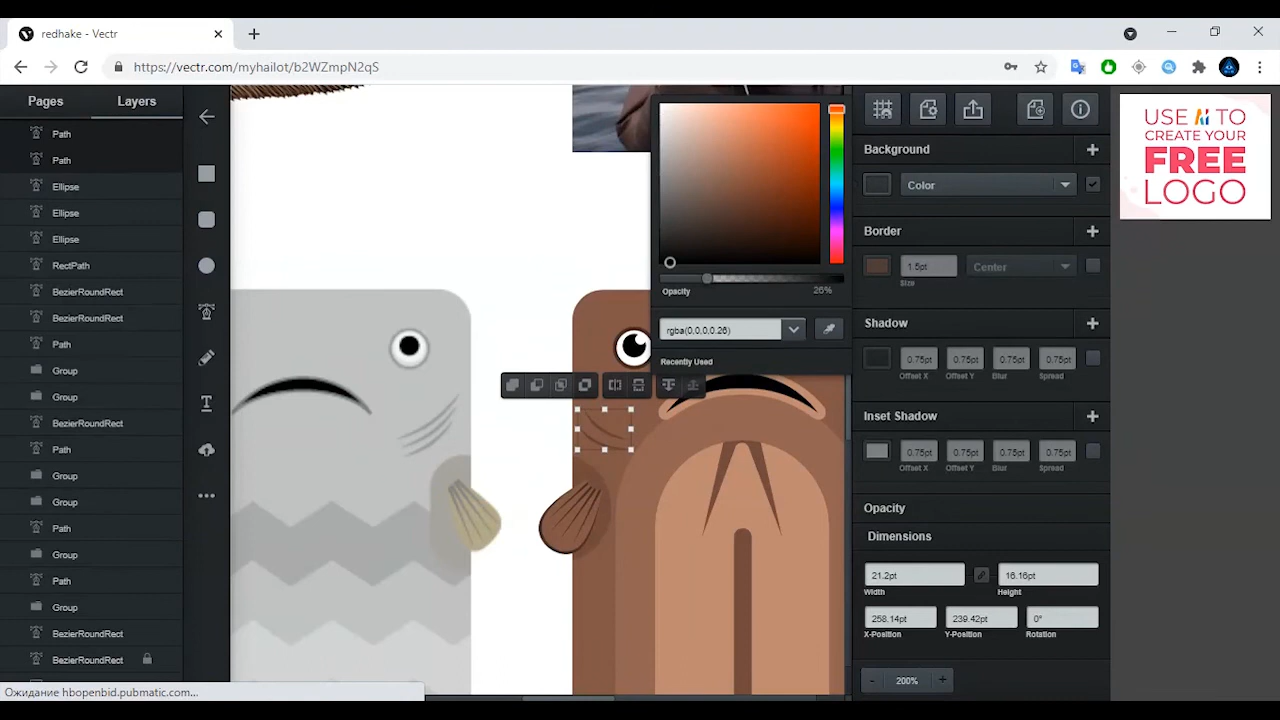 redhake - Vectr
https://vectr.com/myhailot/b2WZmpN2qS
Pages
Layers
Path
Path
Ellipse
Ellipse
Ellipse
RectPath
BezierRoundRect
BezierRoundRect
Path
Group
Group
BezierRoundRect
Path
Group
Group
Path
Group
Path
Group
BezierRoundRect
BezierRoundRect
Ожидание hbopenbid.pubmatic.com...
Opacity
26%
rgba(0,0,0,0.26)
Recently Used
Background
Color
Border
1.5pt
Center
Size
Shadow
0.75pt
0.75pt
0.75pt
0.75pt
Offset X
Offset Y
Blur
Spread
Inset Shadow
0.75pt
0.75pt
0.75pt
0.75pt
Offset X
Offset Y
Blur
Spread
Opacity
Dimensions
21.2pt
16.16pt
Width
Height
258.14pt
239.42pt
0°
X-Position
Y-Position
Rotation
- 200% +
USE Ai TO
CREATE YOUR
FREE
LOGO